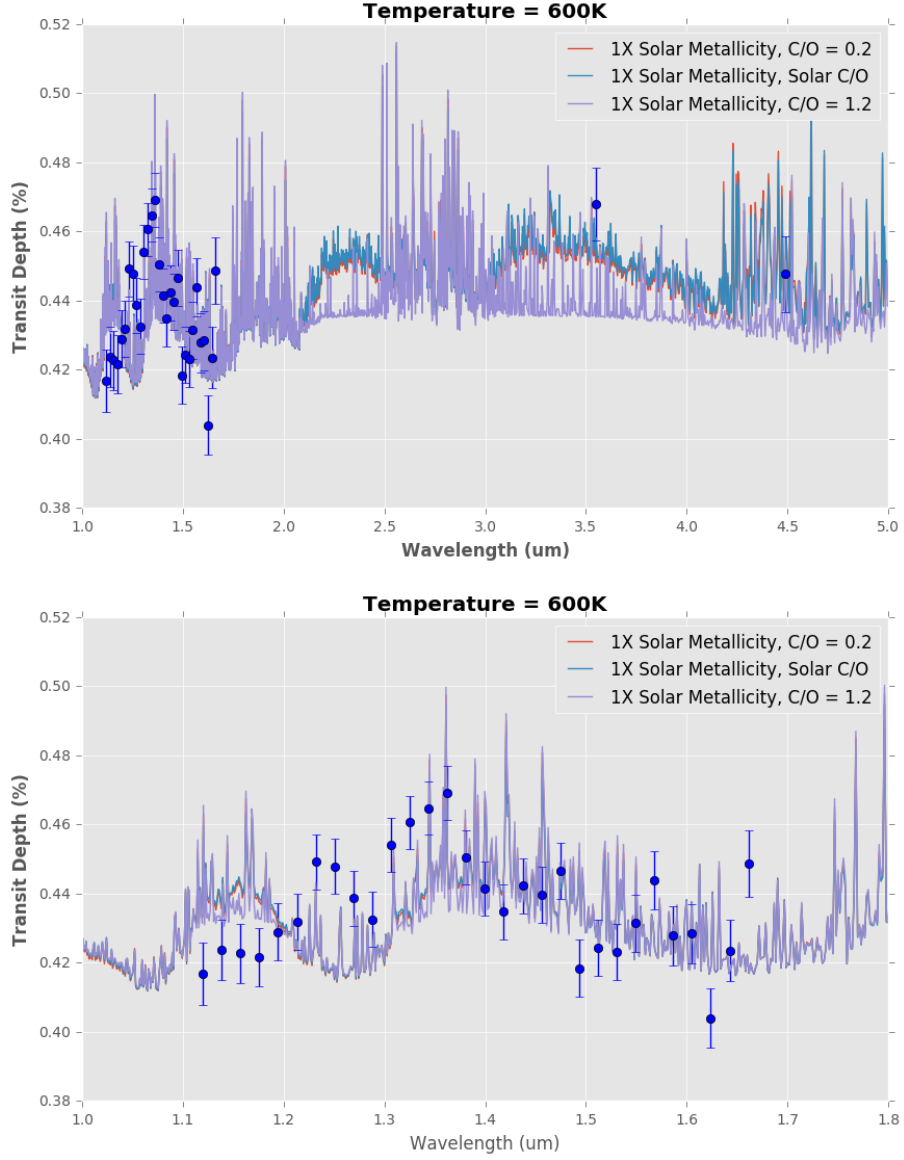 Temperature = 600K
0.52
0.50
0.48
0.46
0.44
0.42
0.40
0.38
Transit Depth (%)
1X Solar Metallicity, C/O = 0.2
1X Solar Metallicity, Solar C/O
1X Solar Metallicity, C/O = 1.2
1.0 1.5 2.0 2.5 3.0 3.5 4.0 4.5 5.0
Wavelength (um)
Temperature = 600K
0.52
0.50
0.48
0.46
0.44
0.42
0.40
0.38
Transit Depth (%)
1X Solar Metallicity, C/O = 0.2
1X Solar Metallicity, Solar C/O
1X Solar Metallicity, C/O = 1.2
1.0 1.1 1.2 1.3 1.4 1.5 1.6 1.7 1.8
Wavelength (um)